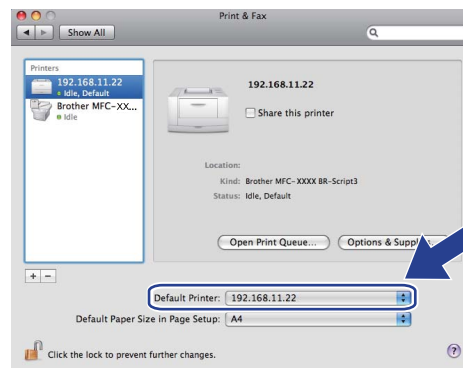 Print & Fax
Show All
Printers
192.168.11.22
Idle, Default
Brother MFC-XX...
Idle
192.168.11.22
Share this printer
Location:
Kind: Brother MFC-XXXX BR-Script3
Status: Idle, Default
Open Print Queue... Options &
+ -
Default Printer: 192.168.11.22
Default Paper Size in Page Setup: A4
Click the lock to prevent further changes. ?